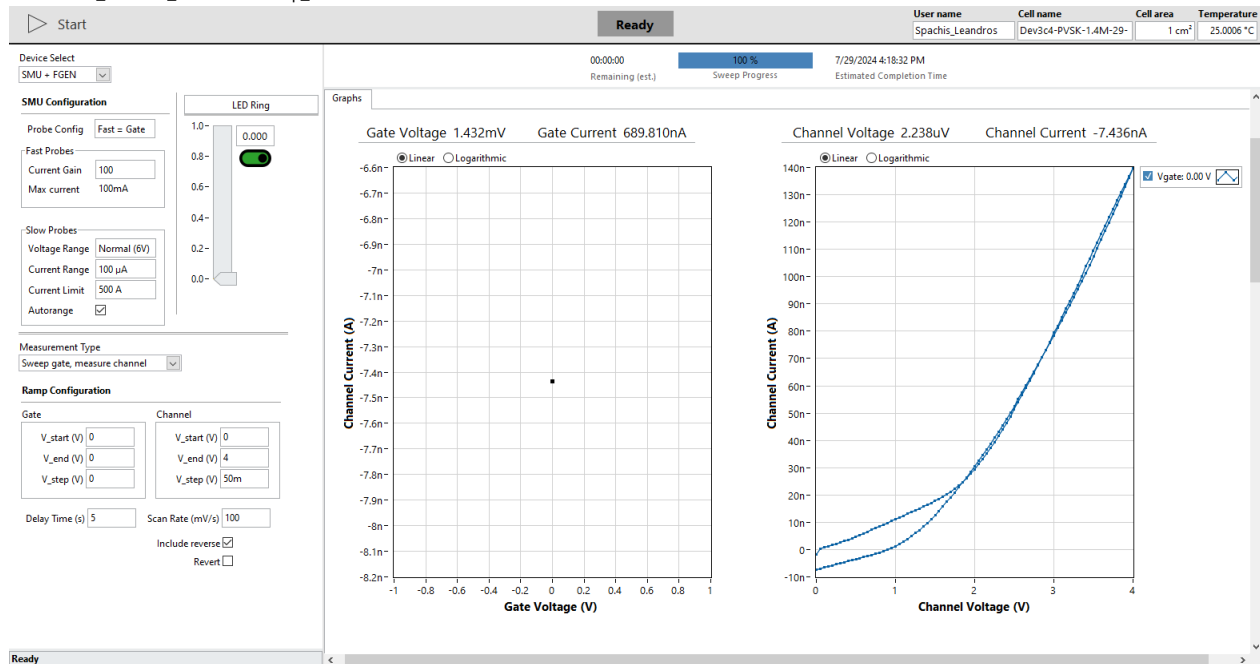 Start
Ready
User name
Cell name
Cell area
Temperature
Spachis_Leandros
Dev3c4-PVSK-1.4M-29-
1 cm²
25.0006 °C
Device Select
SMU + FGEN
00:00:00
Remaining (est.)
100 %
Sweep Progress
7/29/2024 4:18:32 PM
Estimated Completion Time
SMU Configuration
Probe Config Fast = Gate
Fast Probes
Current Gain 100
Max current 100mA
Slow Probes
Voltage Range Normal (6V)
Current Range 100 µA
Current Limit 500 A
Autorange
LED Ring
0.000
1.0
0.8
0.6
0.4
0.2
0.0
Measurement Type
Sweep gate, measure channel
Ramp Configuration
Gate
V_start (V) 0
V_end (V) 0
V_step (V) 0
Channel
V_start (V) 0
V_end (V) 4
V_step (V) 50m
Delay Time (s) 5
Scan Rate (mV/s) 100
Include reverse
Revert
Graphs
Gate Voltage 1.432mV
Gate Current 689.810nA
Linear Logarithmic
Channel Current (A)
-6.6n
-6.7n
-6.8n
-6.9n
-7n
-7.1n
-7.2n
-7.3n
-7.4n
-7.5n
-7.6n
-7.7n
-7.8n
-7.9n
-8n
-8.1n
-8.2n
-1 -0.8 -0.6 -0.4 -0.2 0 0.2 0.4 0.6 0.8 1
Gate Voltage (V)
Channel Voltage 2.238uV
Channel Current -7.436nA
Linear Logarithmic
Channel Current (A)
140n
130n
120n
110n
100n
90n
80n
70n
60n
50n
40n
30n
20n
10n
0
-10n
0 1 2 3 4
Channel Voltage (V)
Vgate: 0.00 V
Ready